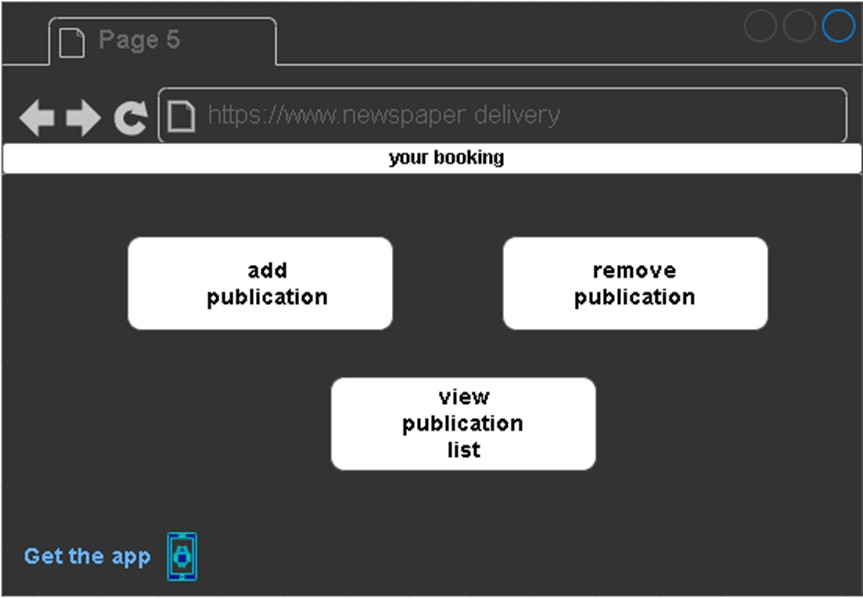 Page 5
https://www.newspaper delivery
your booking
add
publication
remove
publication
view
publication
list
Get the app